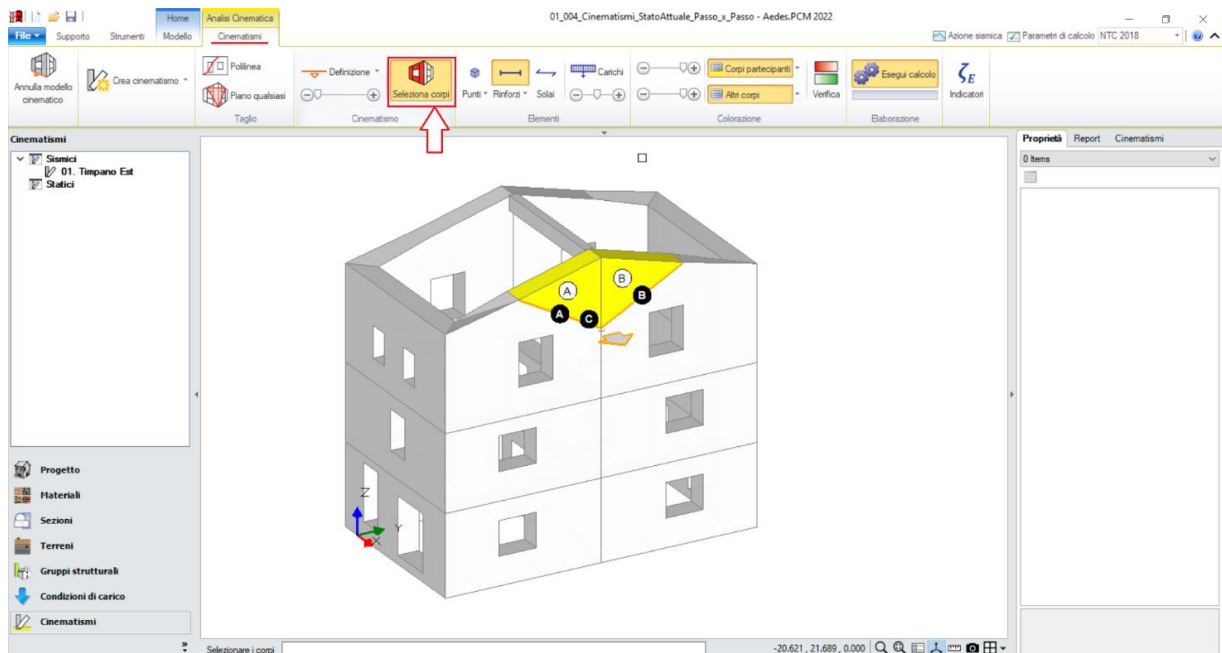 01_004_Cinematismi_StatoAttuale_Passo_x_Passo - Aedes.PCM 2022
Home
Analisi Cinematica
File
Supporto
Strumenti
Modello
Cinematismi
Azione sismica
Parametri di calcolo
NTC 2018
Annulla modello
cinematico
Crea cinematismo
Polilinea
Piano qualsiasi
Taglio
Definizione
Seleziona corpi
Cinematismo
Punti
Rinforzi
Solai
Carichi
Elementi
Corpi partecipanti
Altri corpi
Colorazione
Verifica
Esegui calcolo
Elaborazione
ζE
Indicatori
Cinematismi
Sismici
01. Timpano Est
Statici
Progetto
Materiali
Sezioni
Terreni
Gruppi strutturali
Condizioni di carico
Cinematismi
A
B
A
C
B
Z
Y
X
Proprietà
Report
Cinematismi
0 Items
Selezionare i corpi
-20.621 , 21.689 , 0.000